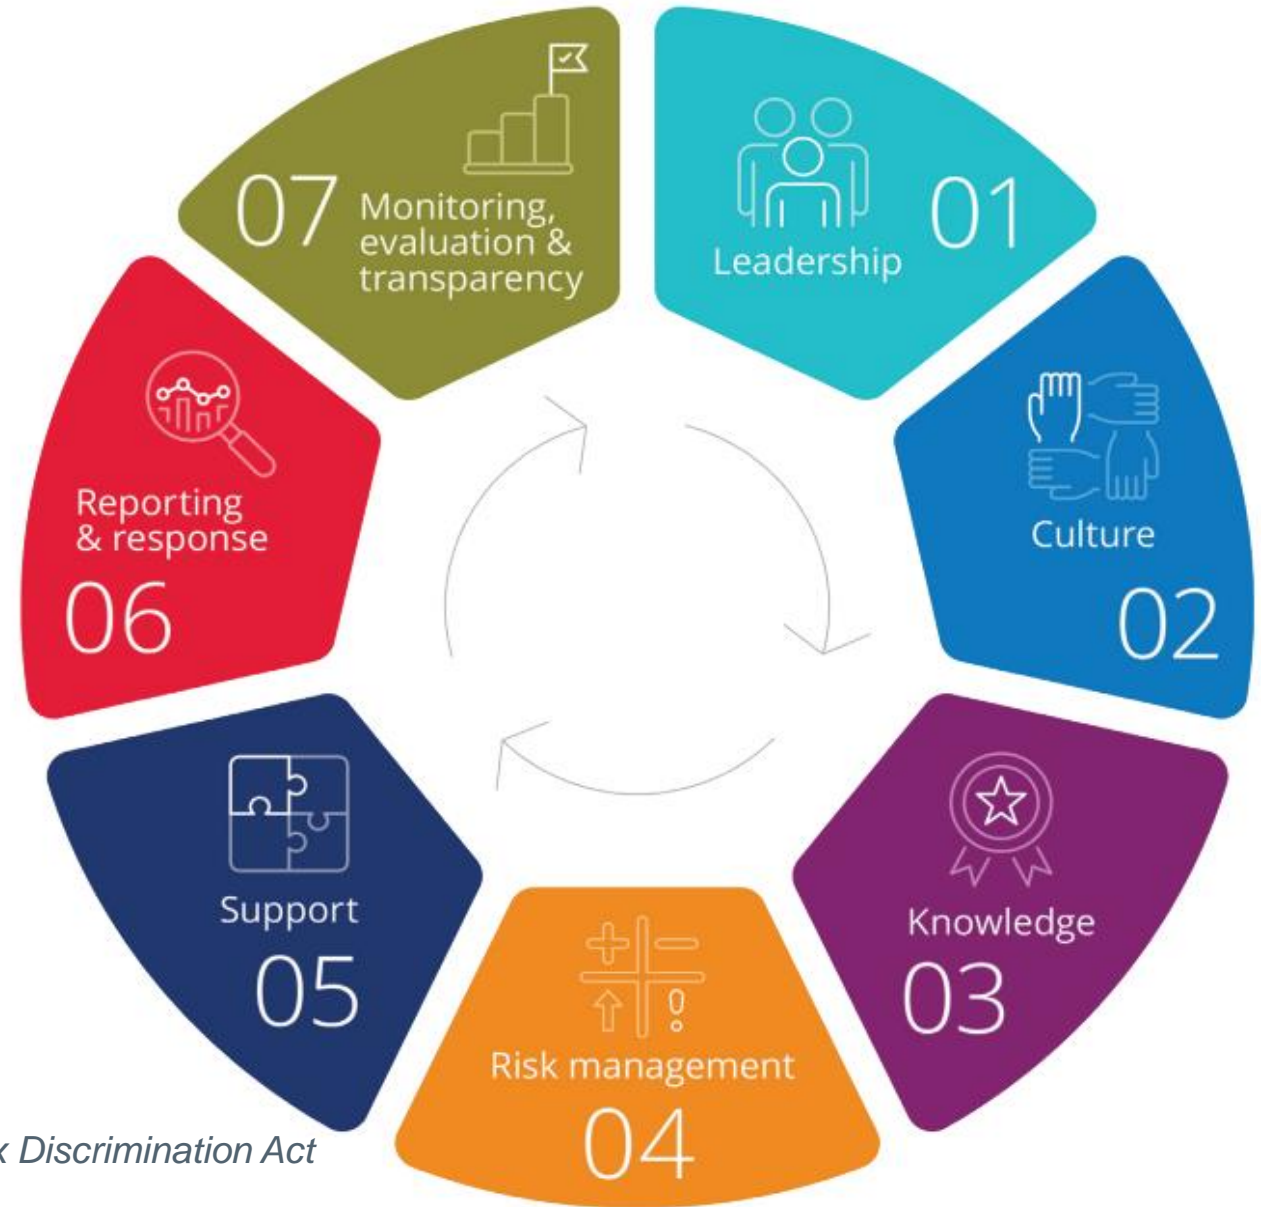 01
Leadership
02
Culture
03
Knowledge
04
Risk management
05
Support
06
Reporting
& response
07
Monitoring,
evaluation &
transparency
Discrimination Act